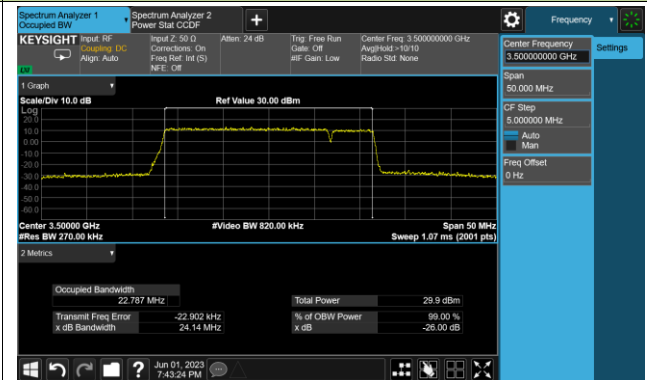 Spectrum Analyzer 1
Occupied BW
Spectrum Analyzer 2
Power Stat CCDF
Frequency
KEYSIGHT
Input: RF
Coupling: DC
Align: Auto
Input Z: 50 Ω
Corrections: On
Freq Ref: Int (S)
NFE: Off
Atten: 24 dB
Trig: Free Run
Gate: Off
#IF Gain: Low
Center Freq: 3.500000000 GHz
Avg|Hold:>10/10
Radio Std: None
LW
1 Graph
Scale/Div 10.0 dB
Ref Value 30.00 dBm
Log
20.0
10.0
0.00
-10.0
-20.0
-30.0
-40.0
-50.0
-60.0
Center 3.50000 GHz
#Video BW 820.00 kHz
Span 50 MHz
#Res BW 270.00 kHz
Sweep 1.07 ms (2001 pts)
2 Metrics
Occupied Bandwidth
22.787 MHz
Total Power 29.9 dBm
Transmit Freq Error -22.902 kHz
% of OBW Power 99.00 %
x dB Bandwidth 24.14 MHz
x dB -26.00 dB
Jun 01, 2023
7:43:24 PM
Center Frequency
3.500000000 GHz
Settings
Span
50.000 MHz
CF Step
5.000000 MHz
Auto
Man
Freq Offset
0 Hz